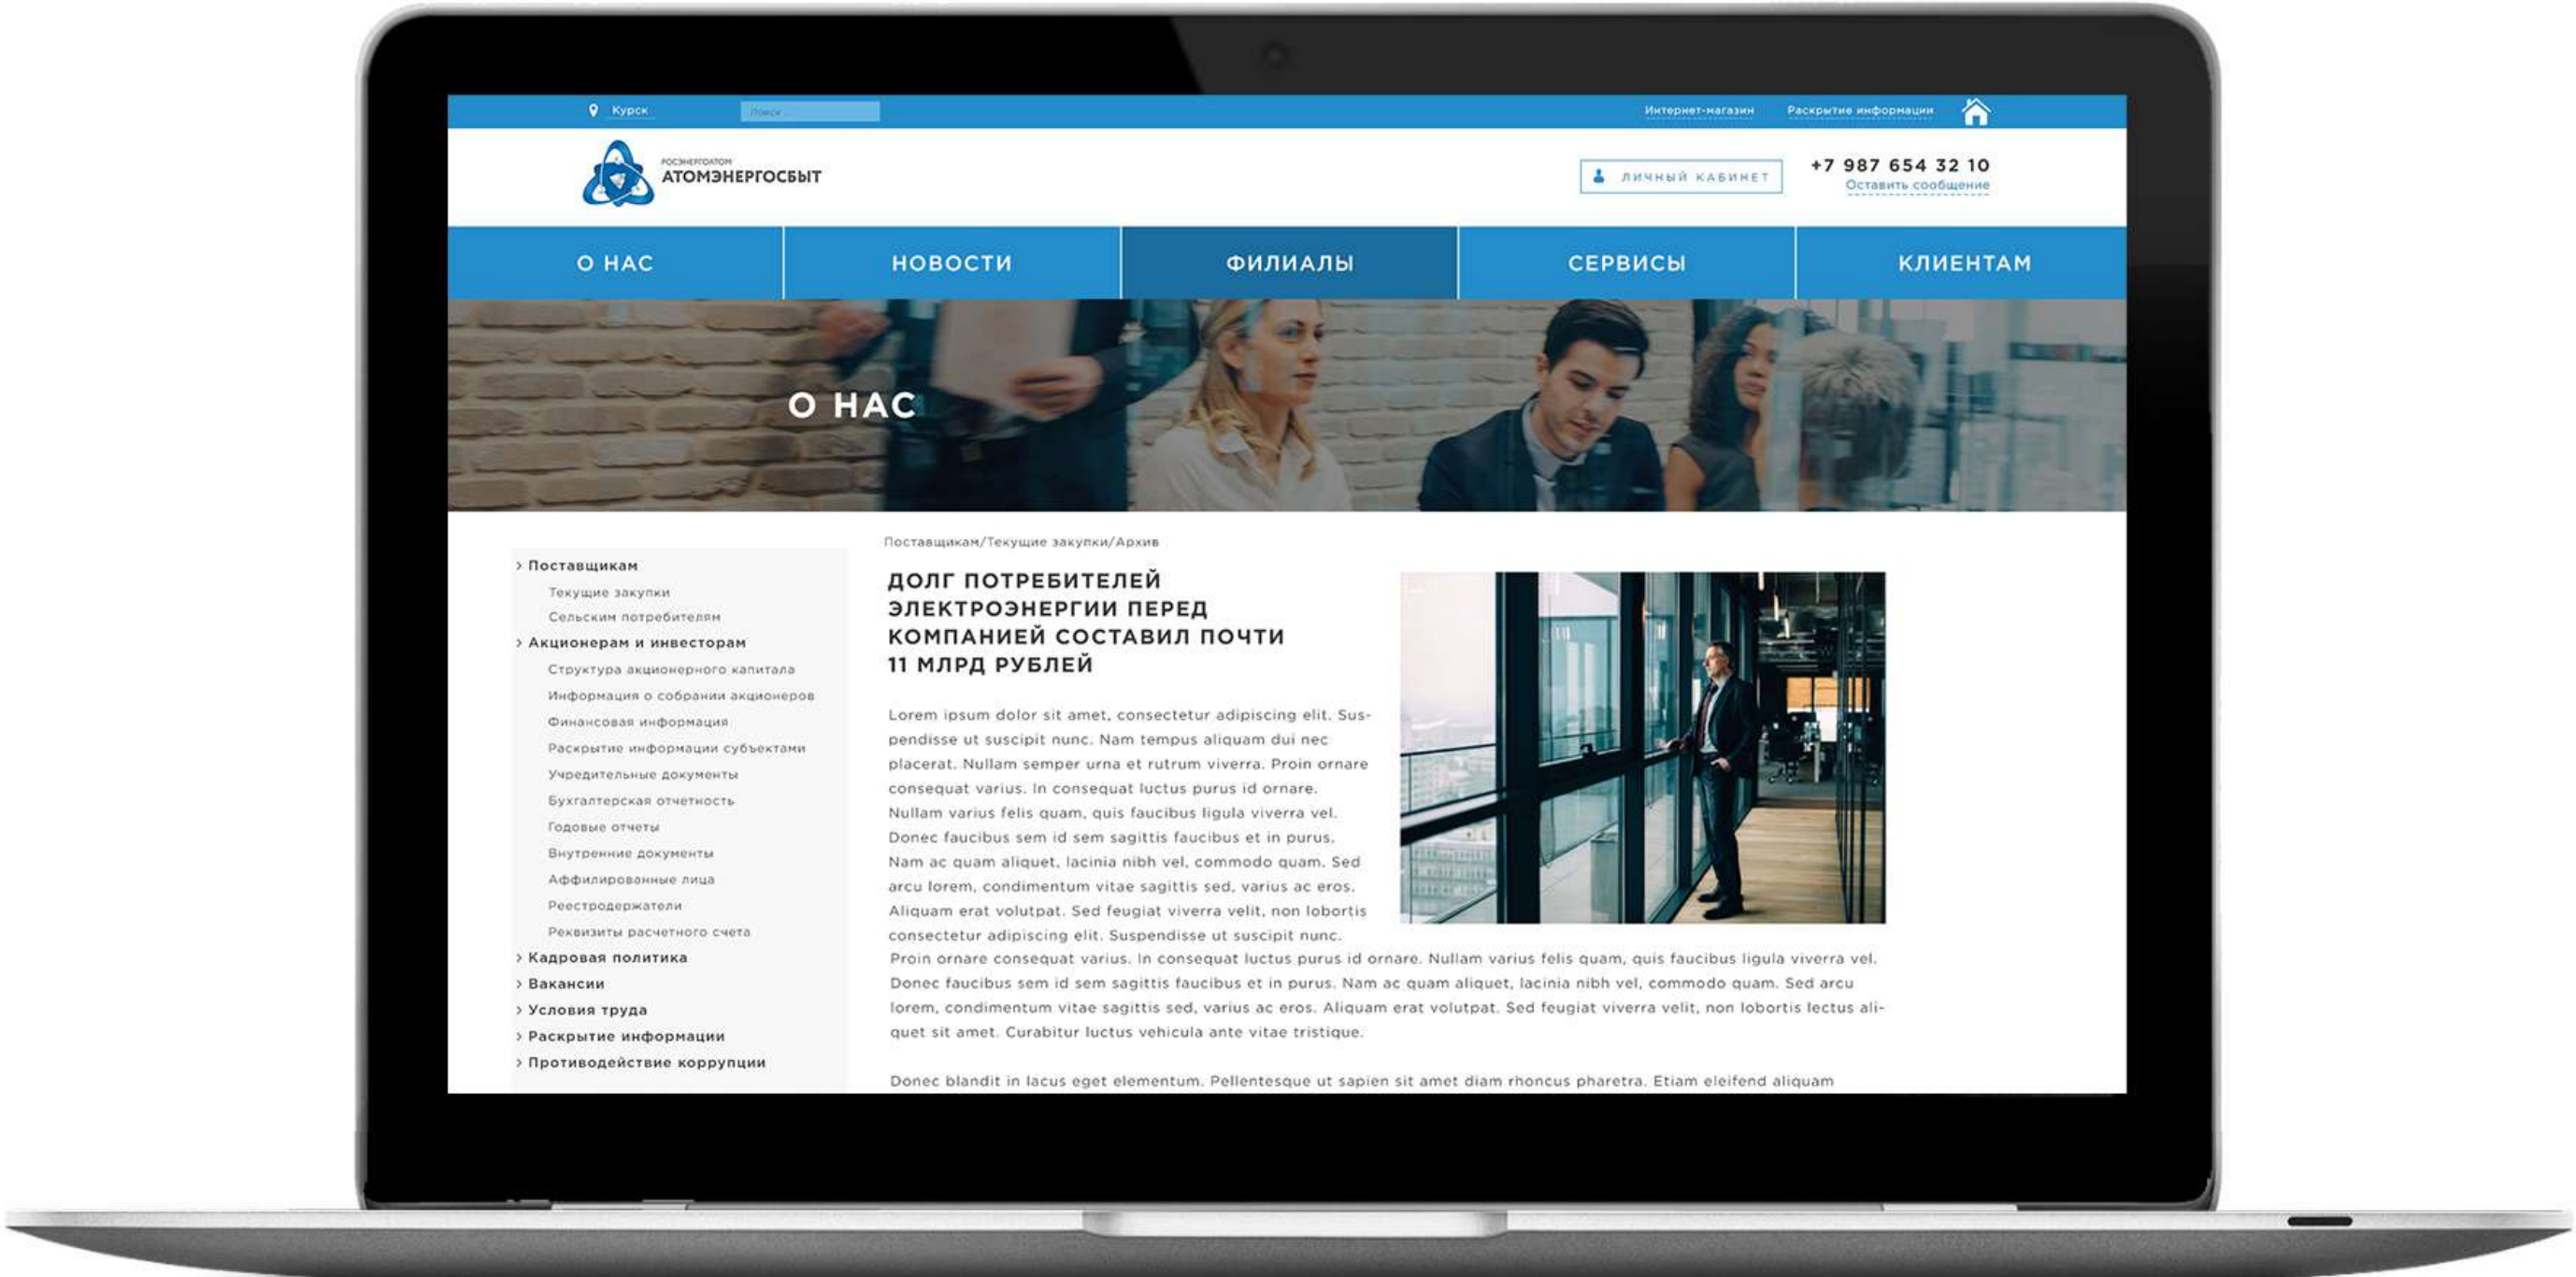 Курск
Поиск ...
Интернет-магазин
Раскрытие информации
РОСЭНЕРГОАТОМ
АТОМЭНЕРГОСБЫТ
ЛИЧНЫЙ КАБИНЕТ
+7 987 654 32 10
Оставить сообщение
О НАС
НОВОСТИ
ФИЛИАЛЫ
СЕРВИСЫ
КЛИЕНТАМ
О НАС
> Поставщикам
Текущие закупки
Сельским потребителям
> Акционерам и инвесторам
Структура акционерного капитала
Информация о собрании акционеров
Финансовая информация
Раскрытие информации субъектами
Учредительные документы
Бухгалтерская отчетность
Годовые отчеты
Внутренние документы
Аффилированные лица
Реестродержатели
Реквизиты расчетного счета
> Кадровая политика
> Вакансии
> Условия труда
> Раскрытие информации
> Противодействие коррупции
Поставщикам/Текущие закупки/Архив
ДОЛГ ПОТРЕБИТЕЛЕЙ
ЭЛЕКТРОЭНЕРГИИ ПЕРЕД
КОМПАНИЕЙ СОСТАВИЛ ПОЧТИ
11 МЛРД РУБЛЕЙ
Lorem ipsum dolor sit amet, consectetur adipiscing elit. Sus-
pendisse ut suscipit nunc. Nam tempus aliquam dui nec
placerat. Nullam semper urna et rutrum viverra. Proin ornare
consequat varius. In consequat luctus purus id ornare.
Nullam varius felis quam, quis faucibus ligula viverra vel.
Donec faucibus sem id sem sagittis faucibus et in purus.
Nam ac quam aliquet, lacinia nibh vel, commodo quam. Sed
arcu lorem, condimentum vitae sagittis sed, varius ac eros.
Aliquam erat volutpat. Sed feugiat viverra velit, non lobortis
consectetur adipiscing elit. Suspendisse ut suscipit nunc.
Proin ornare consequat varius. In consequat luctus purus id ornare. Nullam varius felis quam, quis faucibus ligula viverra vel.
Donec faucibus sem id sem sagittis faucibus et in purus. Nam ac quam aliquet, lacinia nibh vel, commodo quam. Sed arcu
lorem, condimentum vitae sagittis sed, varius ac eros. Aliquam erat volutpat. Sed feugiat viverra velit, non lobortis lectus ali-
quet sit amet. Curabitur luctus vehicula ante vitae tristique.
Donec blandit in lacus eget elementum. Pellentesque ut sapien sit amet diam rhoncus pharetra. Etiam eleifend aliquam